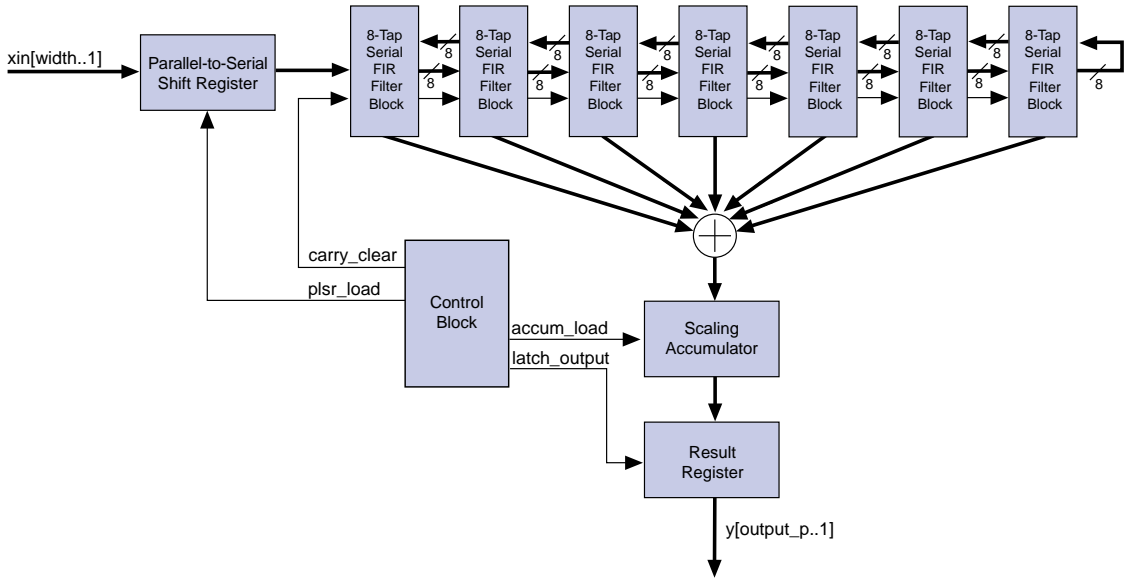 xin[width..1]
Parallel-to-Serial
Shift Register
8-Tap
Serial
FIR
Filter
Block
8
8
8-Tap
Serial
FIR
Filter
Block
8
8
8-Tap
Serial
FIR
Filter
Block
8
8
8-Tap
Serial
FIR
Filter
Block
8
8
8-Tap
Serial
FIR
Filter
Block
8
8
8-Tap
Serial
FIR
Filter
Block
8
8
8-Tap
Serial
FIR
Filter
Block
8
carry_clear
plsr_load
Control
Block
accum_load
latch_output
Scaling
Accumulator
Result
Register
y[output_p..1]